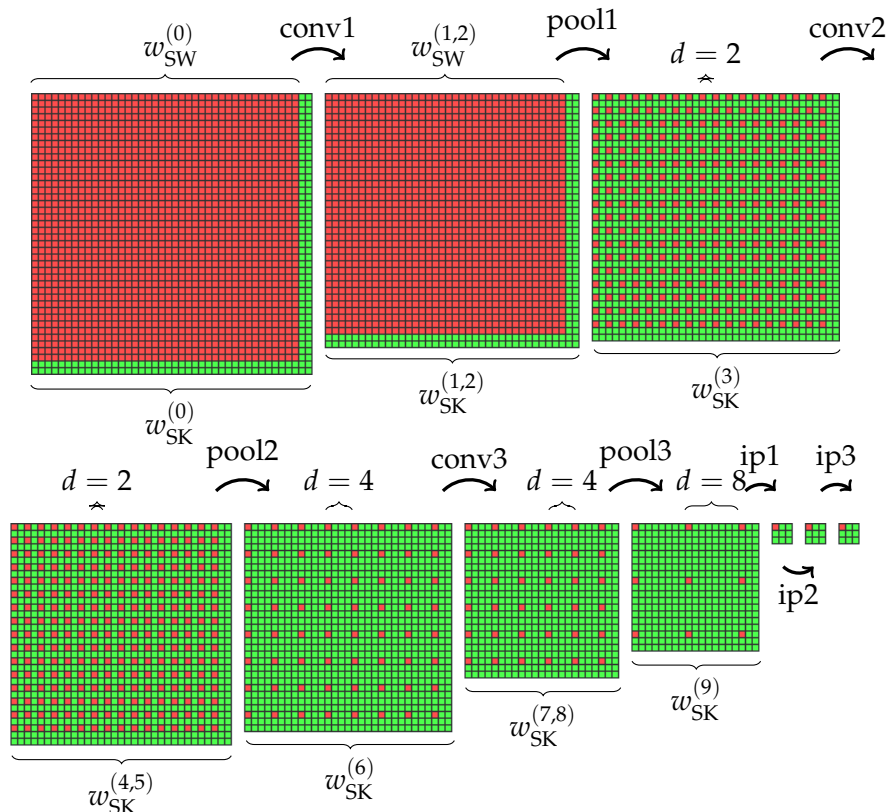 w_SW^(0) conv1 w_SW^(1,2) pool1 d = 2 conv2
w_SK^(0) w_SK^(1,2) w_SK^(3)
d = 2 pool2 d = 4 conv3 d = 4 pool3 d = 8 ip1 ip3
ip2
w_SK^(4,5) w_SK^(6) w_SK^(7,8) w_SK^(9)